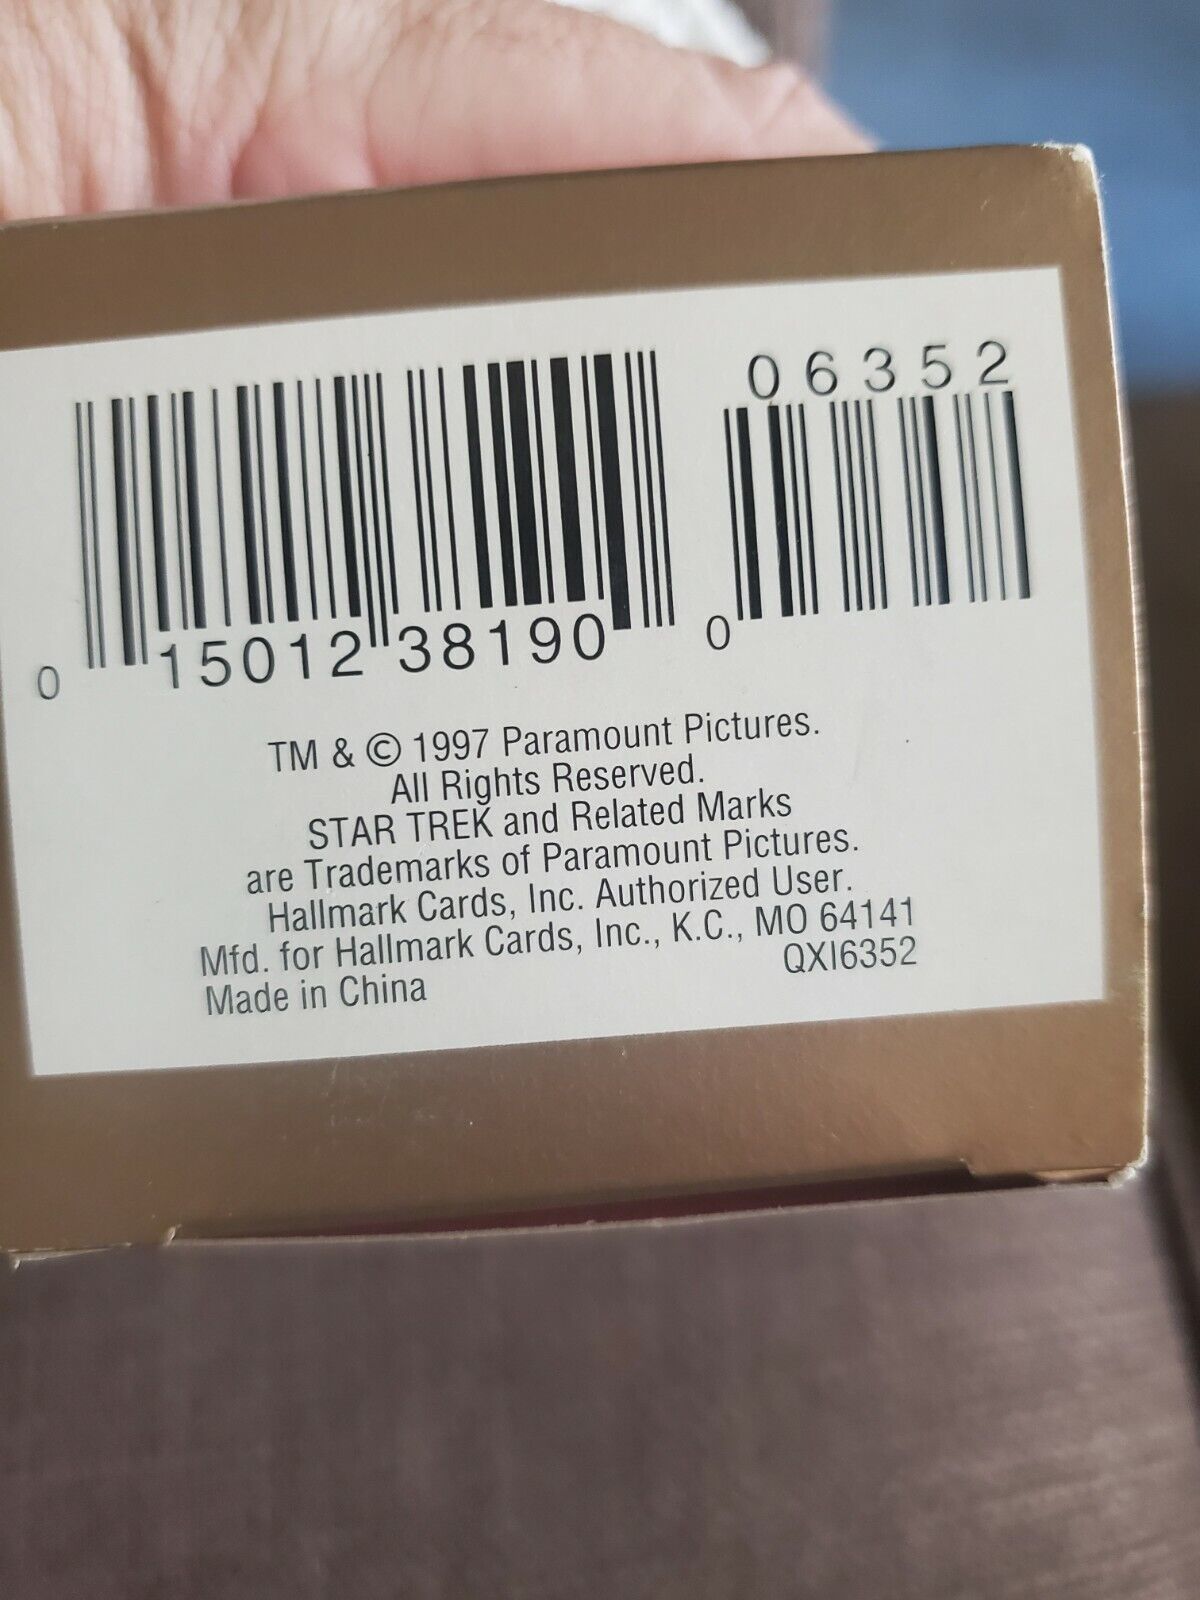 06352
0 15012 38190 0
TM & © 1997 Paramount Pictures.
All Rights Reserved.
STAR TREK and Related Marks
are Trademarks of Paramount Pictures.
Hallmark Cards, Inc. Authorized User.
Mfd. for Hallmark Cards, Inc., K.C., MO 64141
Made in China QXI6352